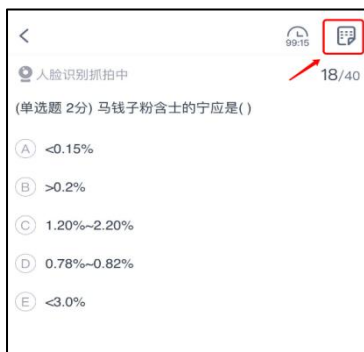 99:15
人脸识别抓拍中
18/40
(单选题 2分) 马钱子粉含士的宁应是( )
A <0.15%
B >0.2%
C 1.20%~2.20%
D 0.78%~0.82%
E <3.0%